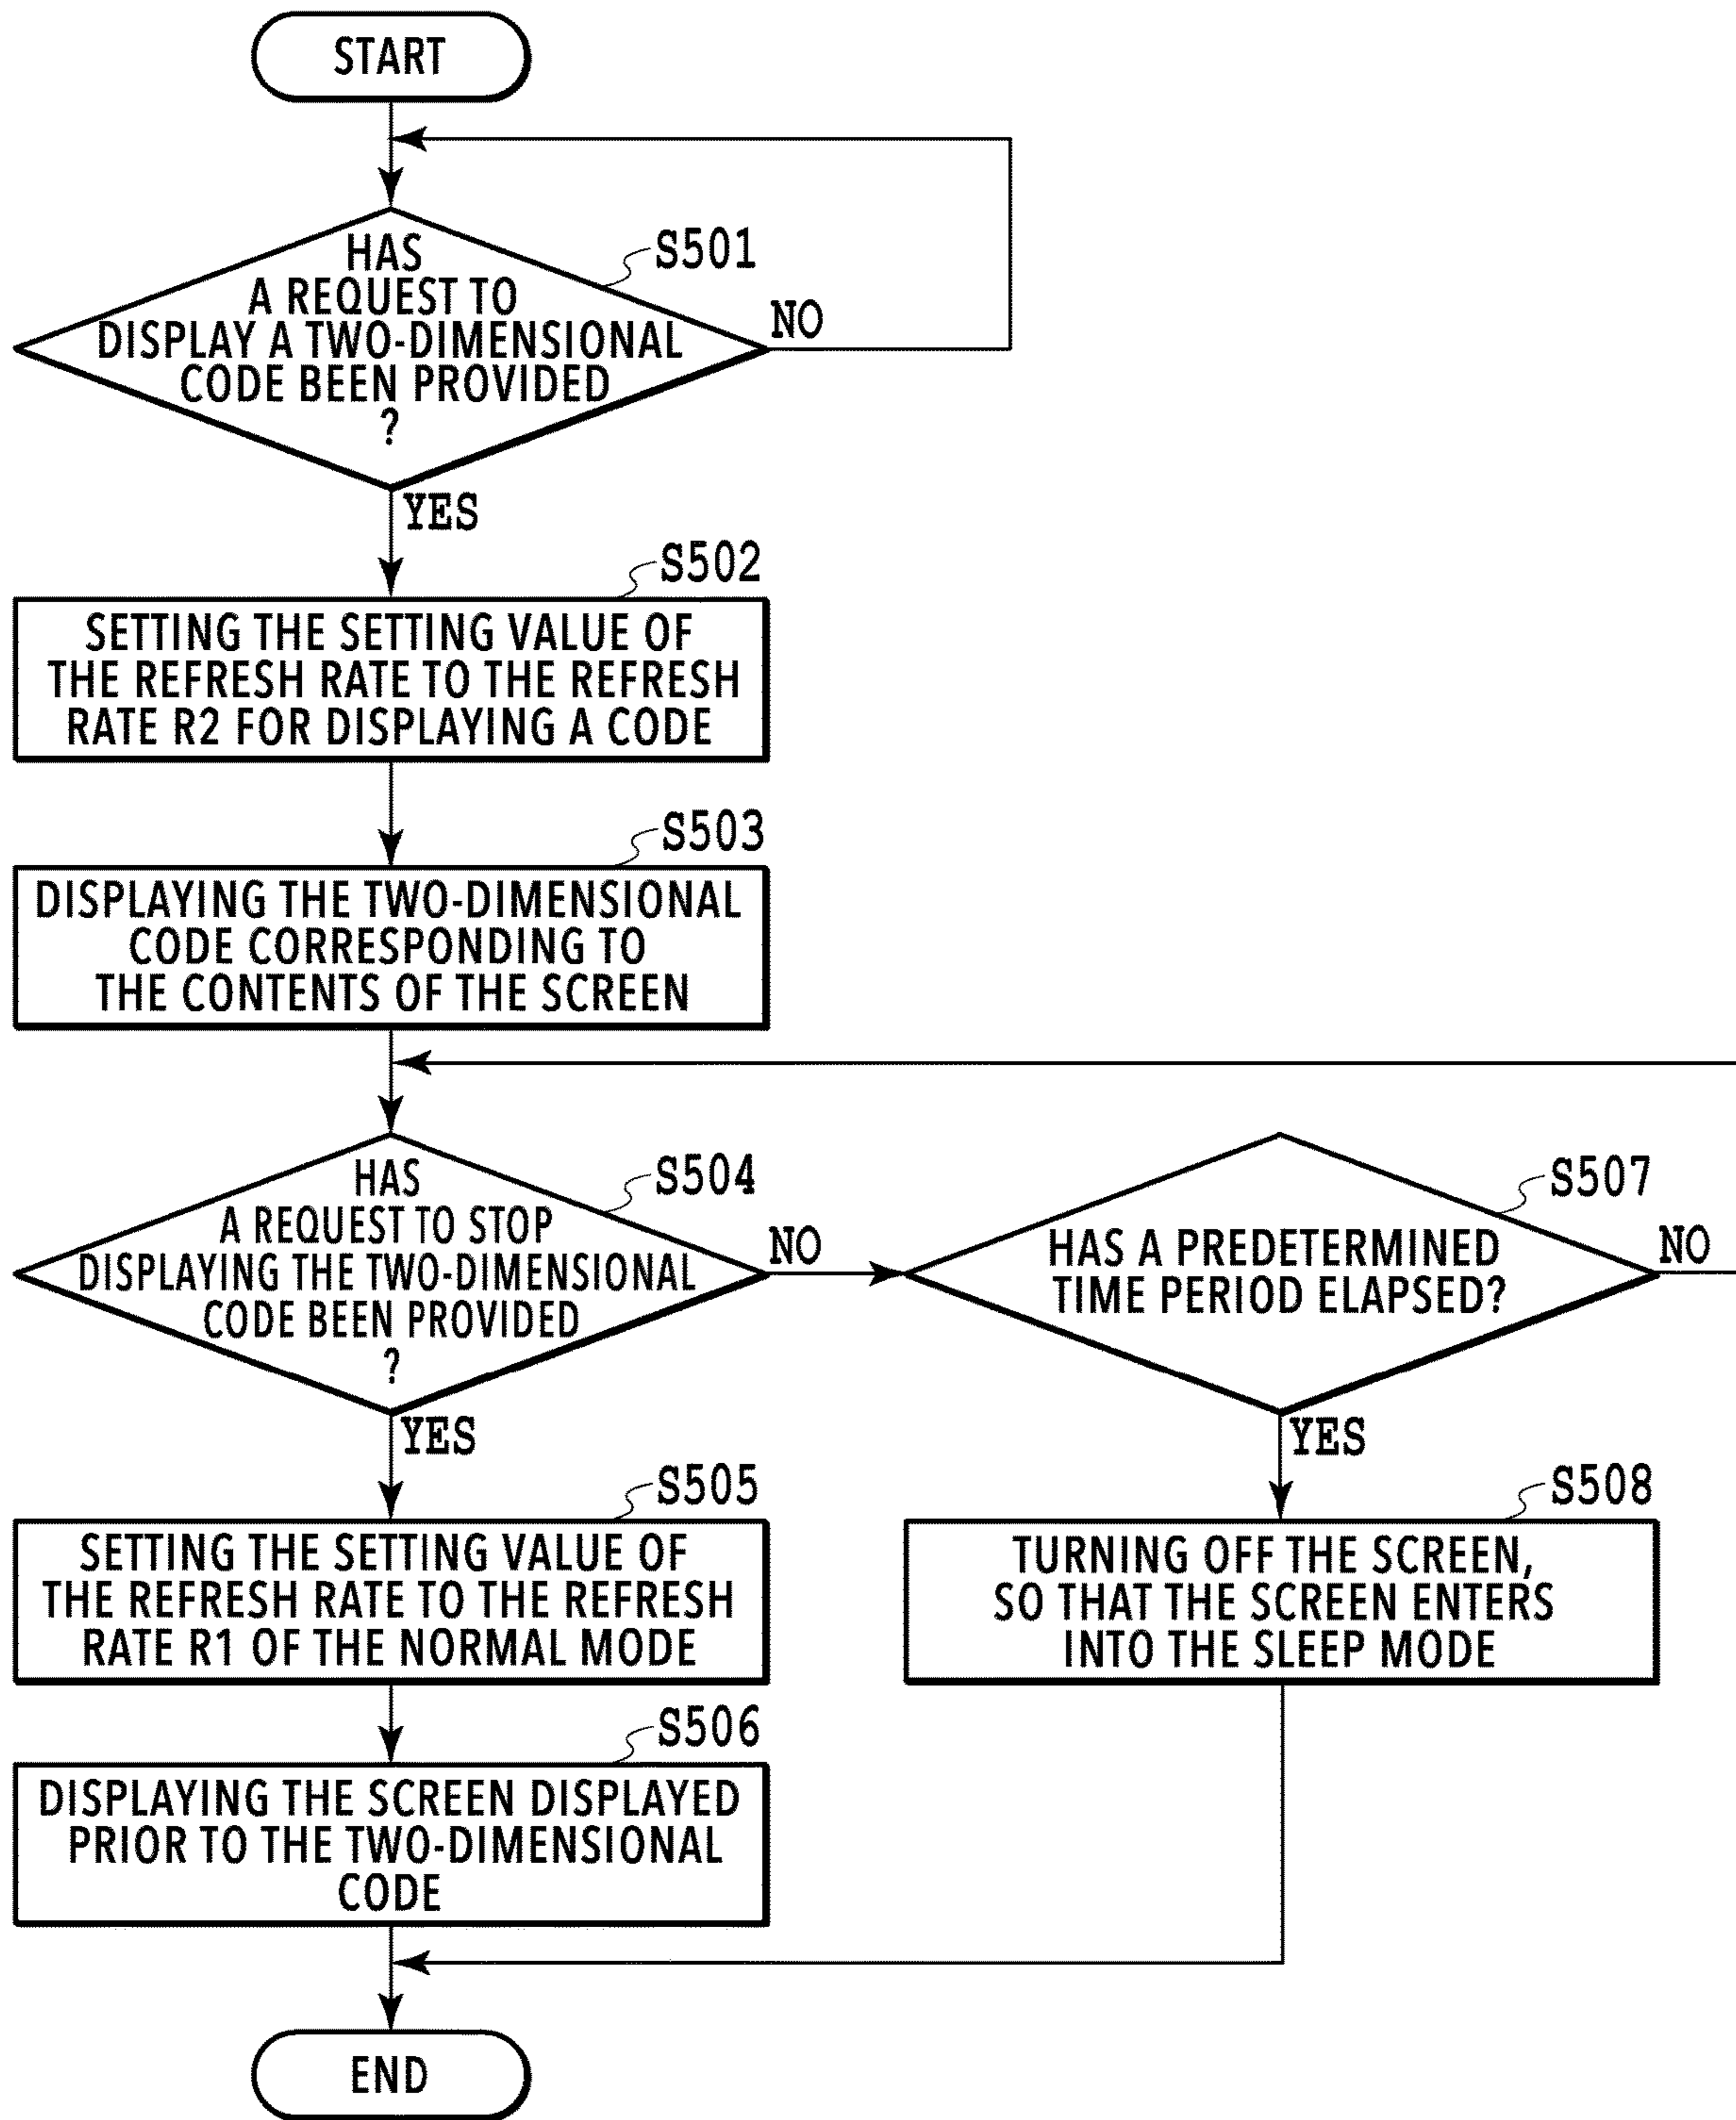 START
S501
HAS
A REQUEST TO
DISPLAY A TWO-DIMENSIONAL
CODE BEEN PROVIDED
?
NO
YES
S502
SETTING THE SETTING VALUE OF
THE REFRESH RATE TO THE REFRESH
RATE R2 FOR DISPLAYING A CODE
S503
DISPLAYING THE TWO-DIMENSIONAL
CODE CORRESPONDING TO
THE CONTENTS OF THE SCREEN
S504
HAS
A REQUEST TO STOP
DISPLAYING THE TWO-DIMENSIONAL
CODE BEEN PROVIDED
?
NO
YES
S507
HAS A PREDETERMINED
TIME PERIOD ELAPSED?
NO
YES
S505
SETTING THE SETTING VALUE OF
THE REFRESH RATE TO THE REFRESH
RATE R1 OF THE NORMAL MODE
S508
TURNING OFF THE SCREEN,
SO THAT THE SCREEN ENTERS
INTO THE SLEEP MODE
S506
DISPLAYING THE SCREEN DISPLAYED
PRIOR TO THE TWO-DIMENSIONAL
CODE
END